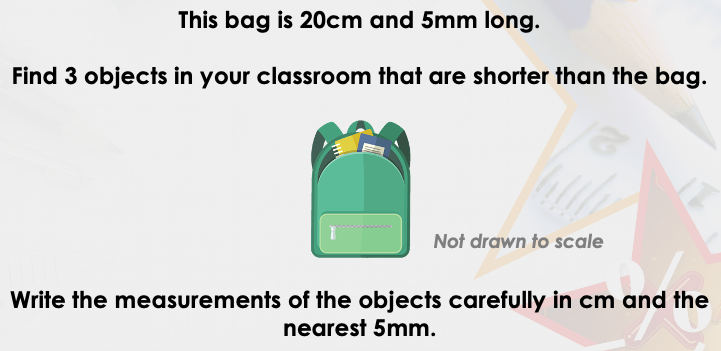 This bag is 20cm and 5mm long.
Find 3 objects in your classroom that are shorter than the bag.
Not drawn to scale
Write the measurements of the objects carefully in cm and the
nearest 5mm.